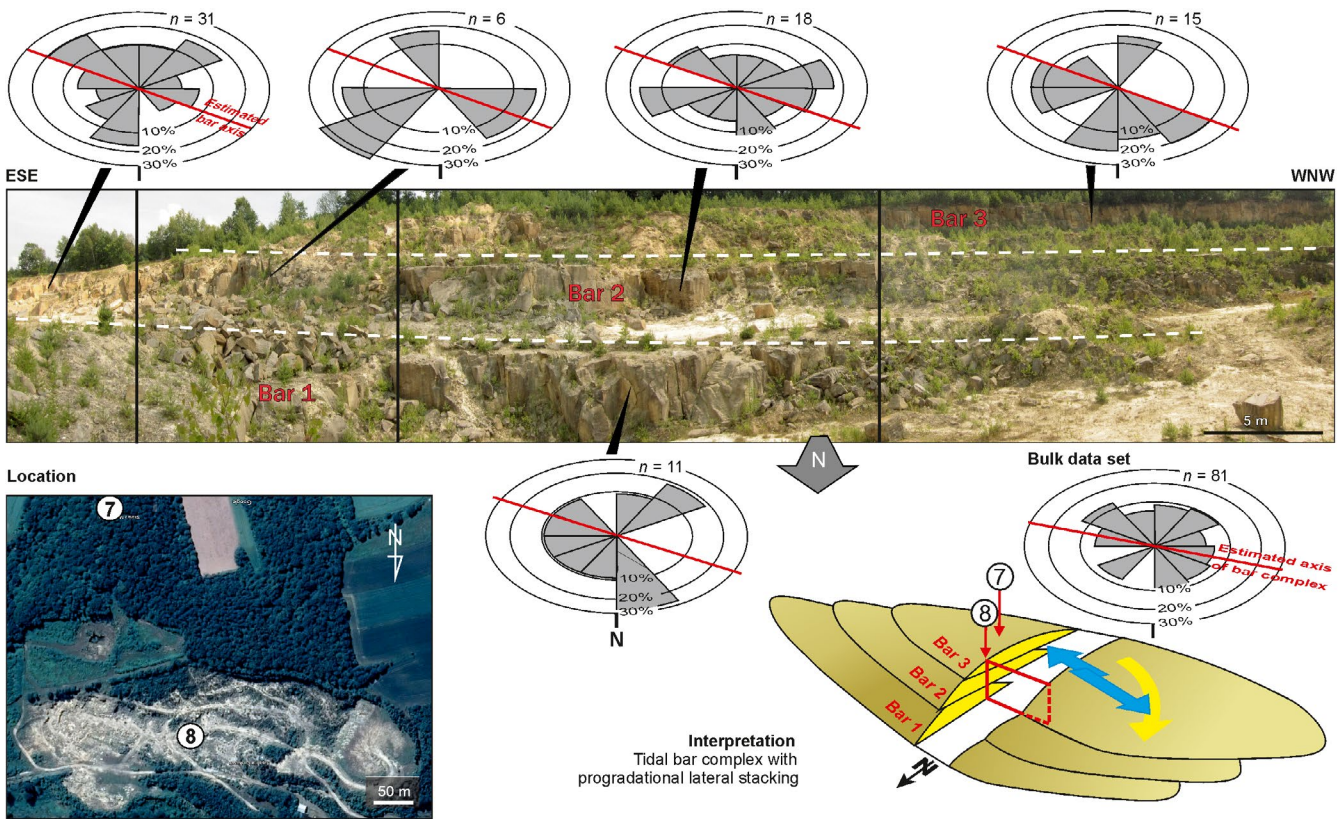 n = 31
n = 6
n = 18
n = 15
Estimated
bar axis
10%
20%
30%
10%
20%
30%
10%
20%
30%
10%
20%
30%
ESE
WNW
Bar 3
Bar 2
Bar 1
5 m
N
Location
7
N
8
50 m
n = 11
10%
20%
30%
N
Bulk data set
n = 81
Estimated axis
of bar complex
10%
20%
30%
7
8
Bar 3
Bar 2
Bar 1
Interpretation
Tidal bar complex with
progradational lateral stacking
N